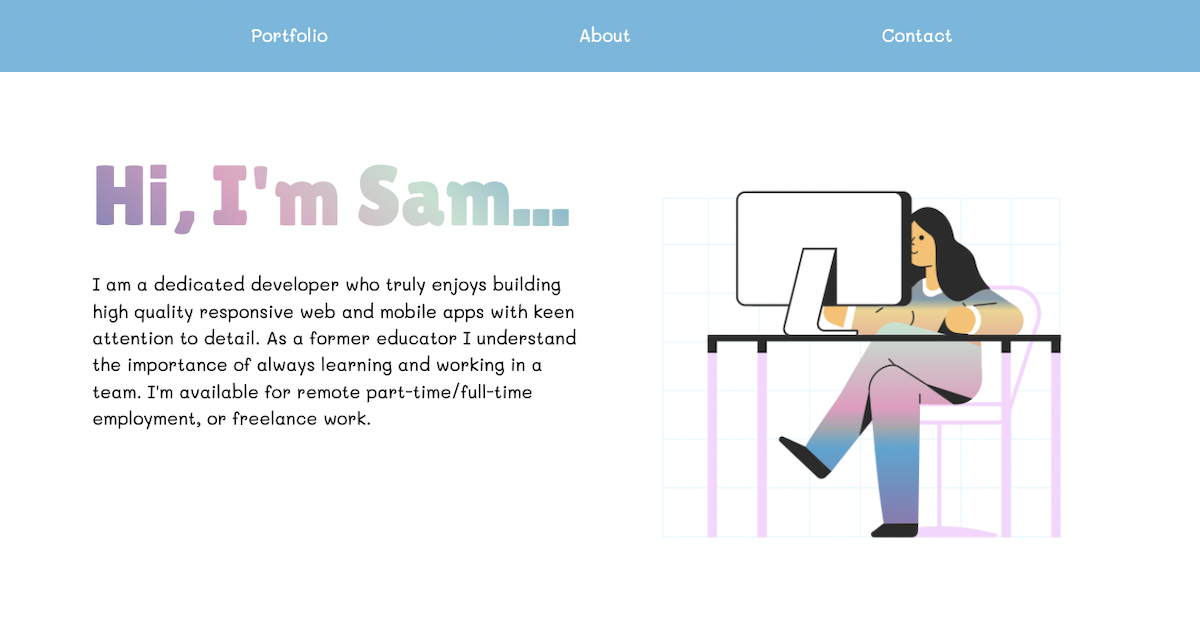 Portfolio About Contact
Hi, I'm Sam...
I am a dedicated developer who truly enjoys building
high quality responsive web and mobile apps with keen
attention to detail. As a former educator I understand
the importance of always learning and working in a
team. I'm available for remote part-time/full-time
employment, or freelance work.